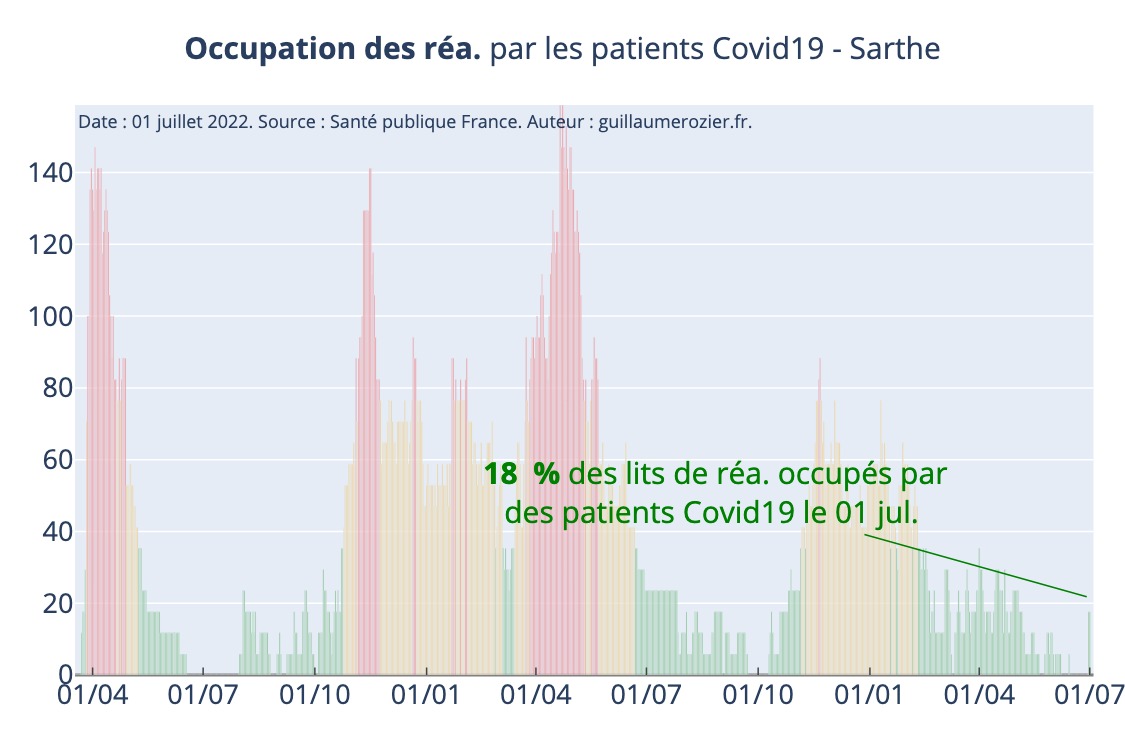 Occupation des réa. par les patients Covid19 - Sarthe
Date : 01 juillet 2022. Source : Santé publique France. Auteur : guillaumerozier.fr.
140
120
100
80
60
40
20
0
18 % des lits de réa. occupés par
des patients Covid19 le 01 jul.
01/04 01/07 01/10 01/01 01/04 01/07 01/10 01/01 01/04 01/07